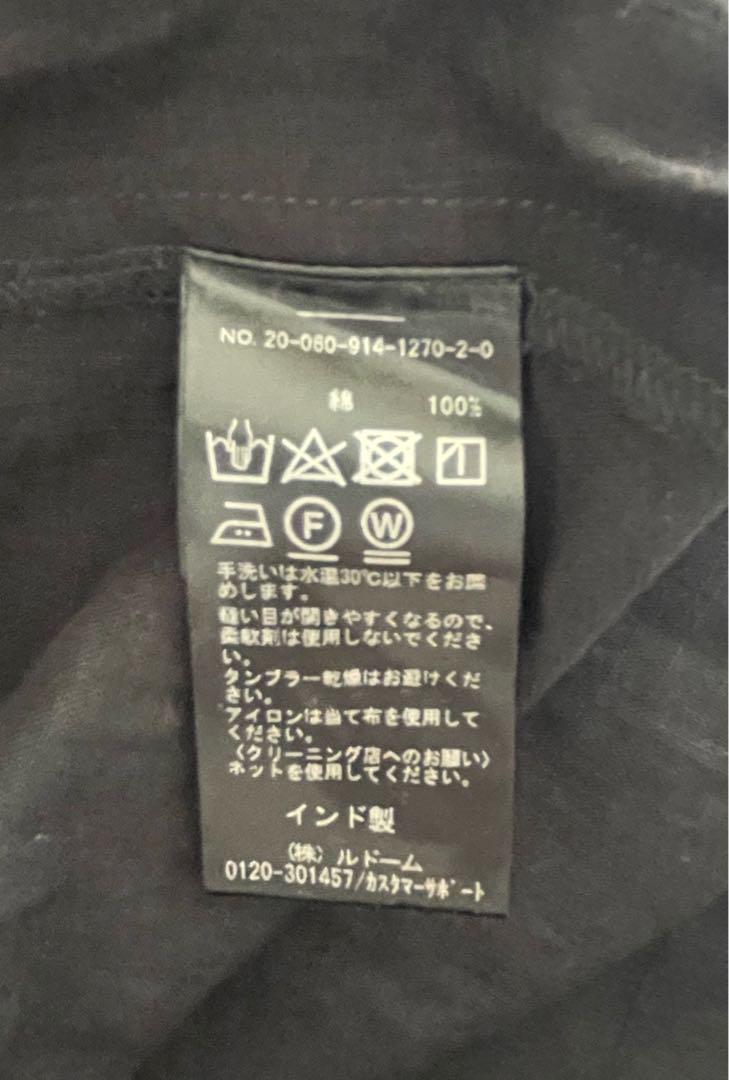 NO. 20-060-914-1270-2-0
綿 100%
F W
手洗いは水温30℃以下をお薦
めします。
縫い目が開きやすくなるので、
柔軟剤は使用しないでくださ
い。
タンブラー乾燥はお避けくだ
さい。
アイロンは当て布を使用して
ください。
〈クリーニング店へのお願い〉
ネットを使用してください。
インド製
(株) ルドーム
0120-301457/カスタマーサポート